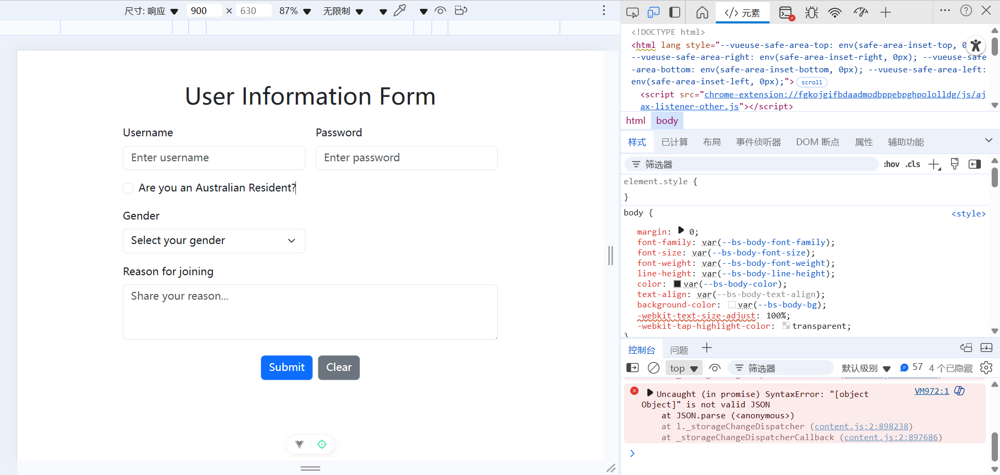 尺寸: 响应 900 × 630 87% 无限制
User Information Form
Username Password
Enter username Enter password
Are you an Australian Resident?
Gender
Select your gender
Reason for joining
Share your reason...
Submit Clear
</> 元素
<!DOCTYPE html>
<html lang style="--vueuse-safe-area-top: env(safe-area-inset-top, 0
--vueuse-safe-area-right: env(safe-area-inset-right, 0px); --vueuse-safe
-area-bottom: env(safe-area-inset-bottom, 0px); --vueuse-safe-area-left:
env(safe-area-inset-left, 0px);"> scroll
<script src="chrome-extension://fgkojgifbdaadmodbppebpghpololldg/js/aj
ax-listener-other.js"></script>
html body
样式 已计算 布局 事件侦听器 DOM 断点 属性 辅助功能
筛选器 :hov .cls
element.style {
}
body { <style>
margin: 0;
font-family: var(--bs-body-font-family);
font-size: var(--bs-body-font-size);
font-weight: var(--bs-body-font-weight);
line-height: var(--bs-body-line-height);
color: var(--bs-body-color);
text-align: var(--bs-body-text-align);
background-color: var(--bs-body-bg);
-webkit-text-size-adjust: 100%;
-webkit-tap-highlight-color: transparent;
}
控制台 问题
top 筛选器 默认级别 57 4 个已隐藏
Uncaught (in promise) SyntaxError: "[object VM972:1
Object]" is not valid JSON
at JSON.parse (<anonymous>)
at l._storageChangeDispatcher (content.js:2:898238)
at _storageChangeDispatcherCallback (content.js:2:897686)